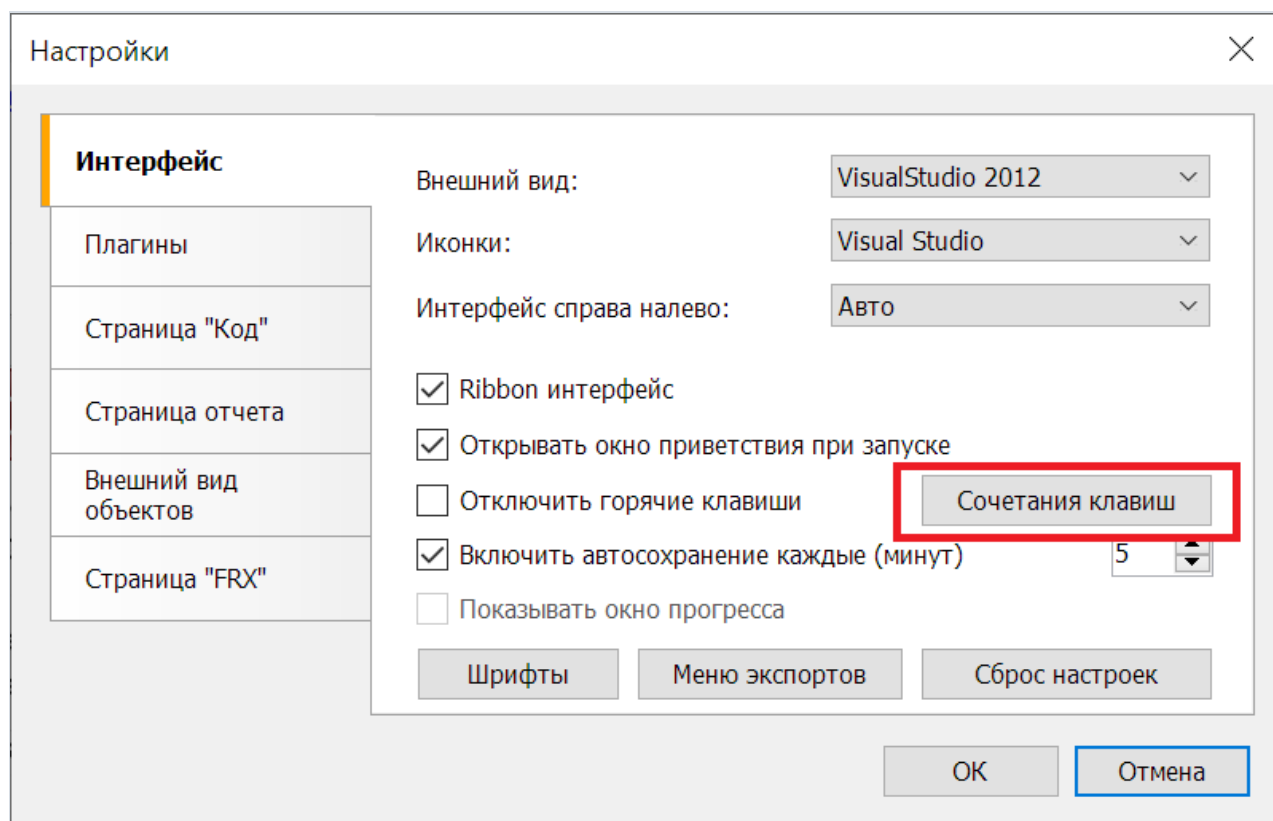 Настройки
Интерфейс
Плагины
Страница "Код"
Страница отчета
Внешний вид
объектов
Страница "FRX"
Внешний вид:
VisualStudio 2012
Иконки:
Visual Studio
Интерфейс справа налево:
Авто
Ribbon интерфейс
Открывать окно приветствия при запуске
Отключить горячие клавиши
Сочетания клавиш
Включить автосохранение каждые (минут)
5
Показывать окно прогресса
Шрифты
Меню экспортов
Сброс настроек
ОК
Отмена